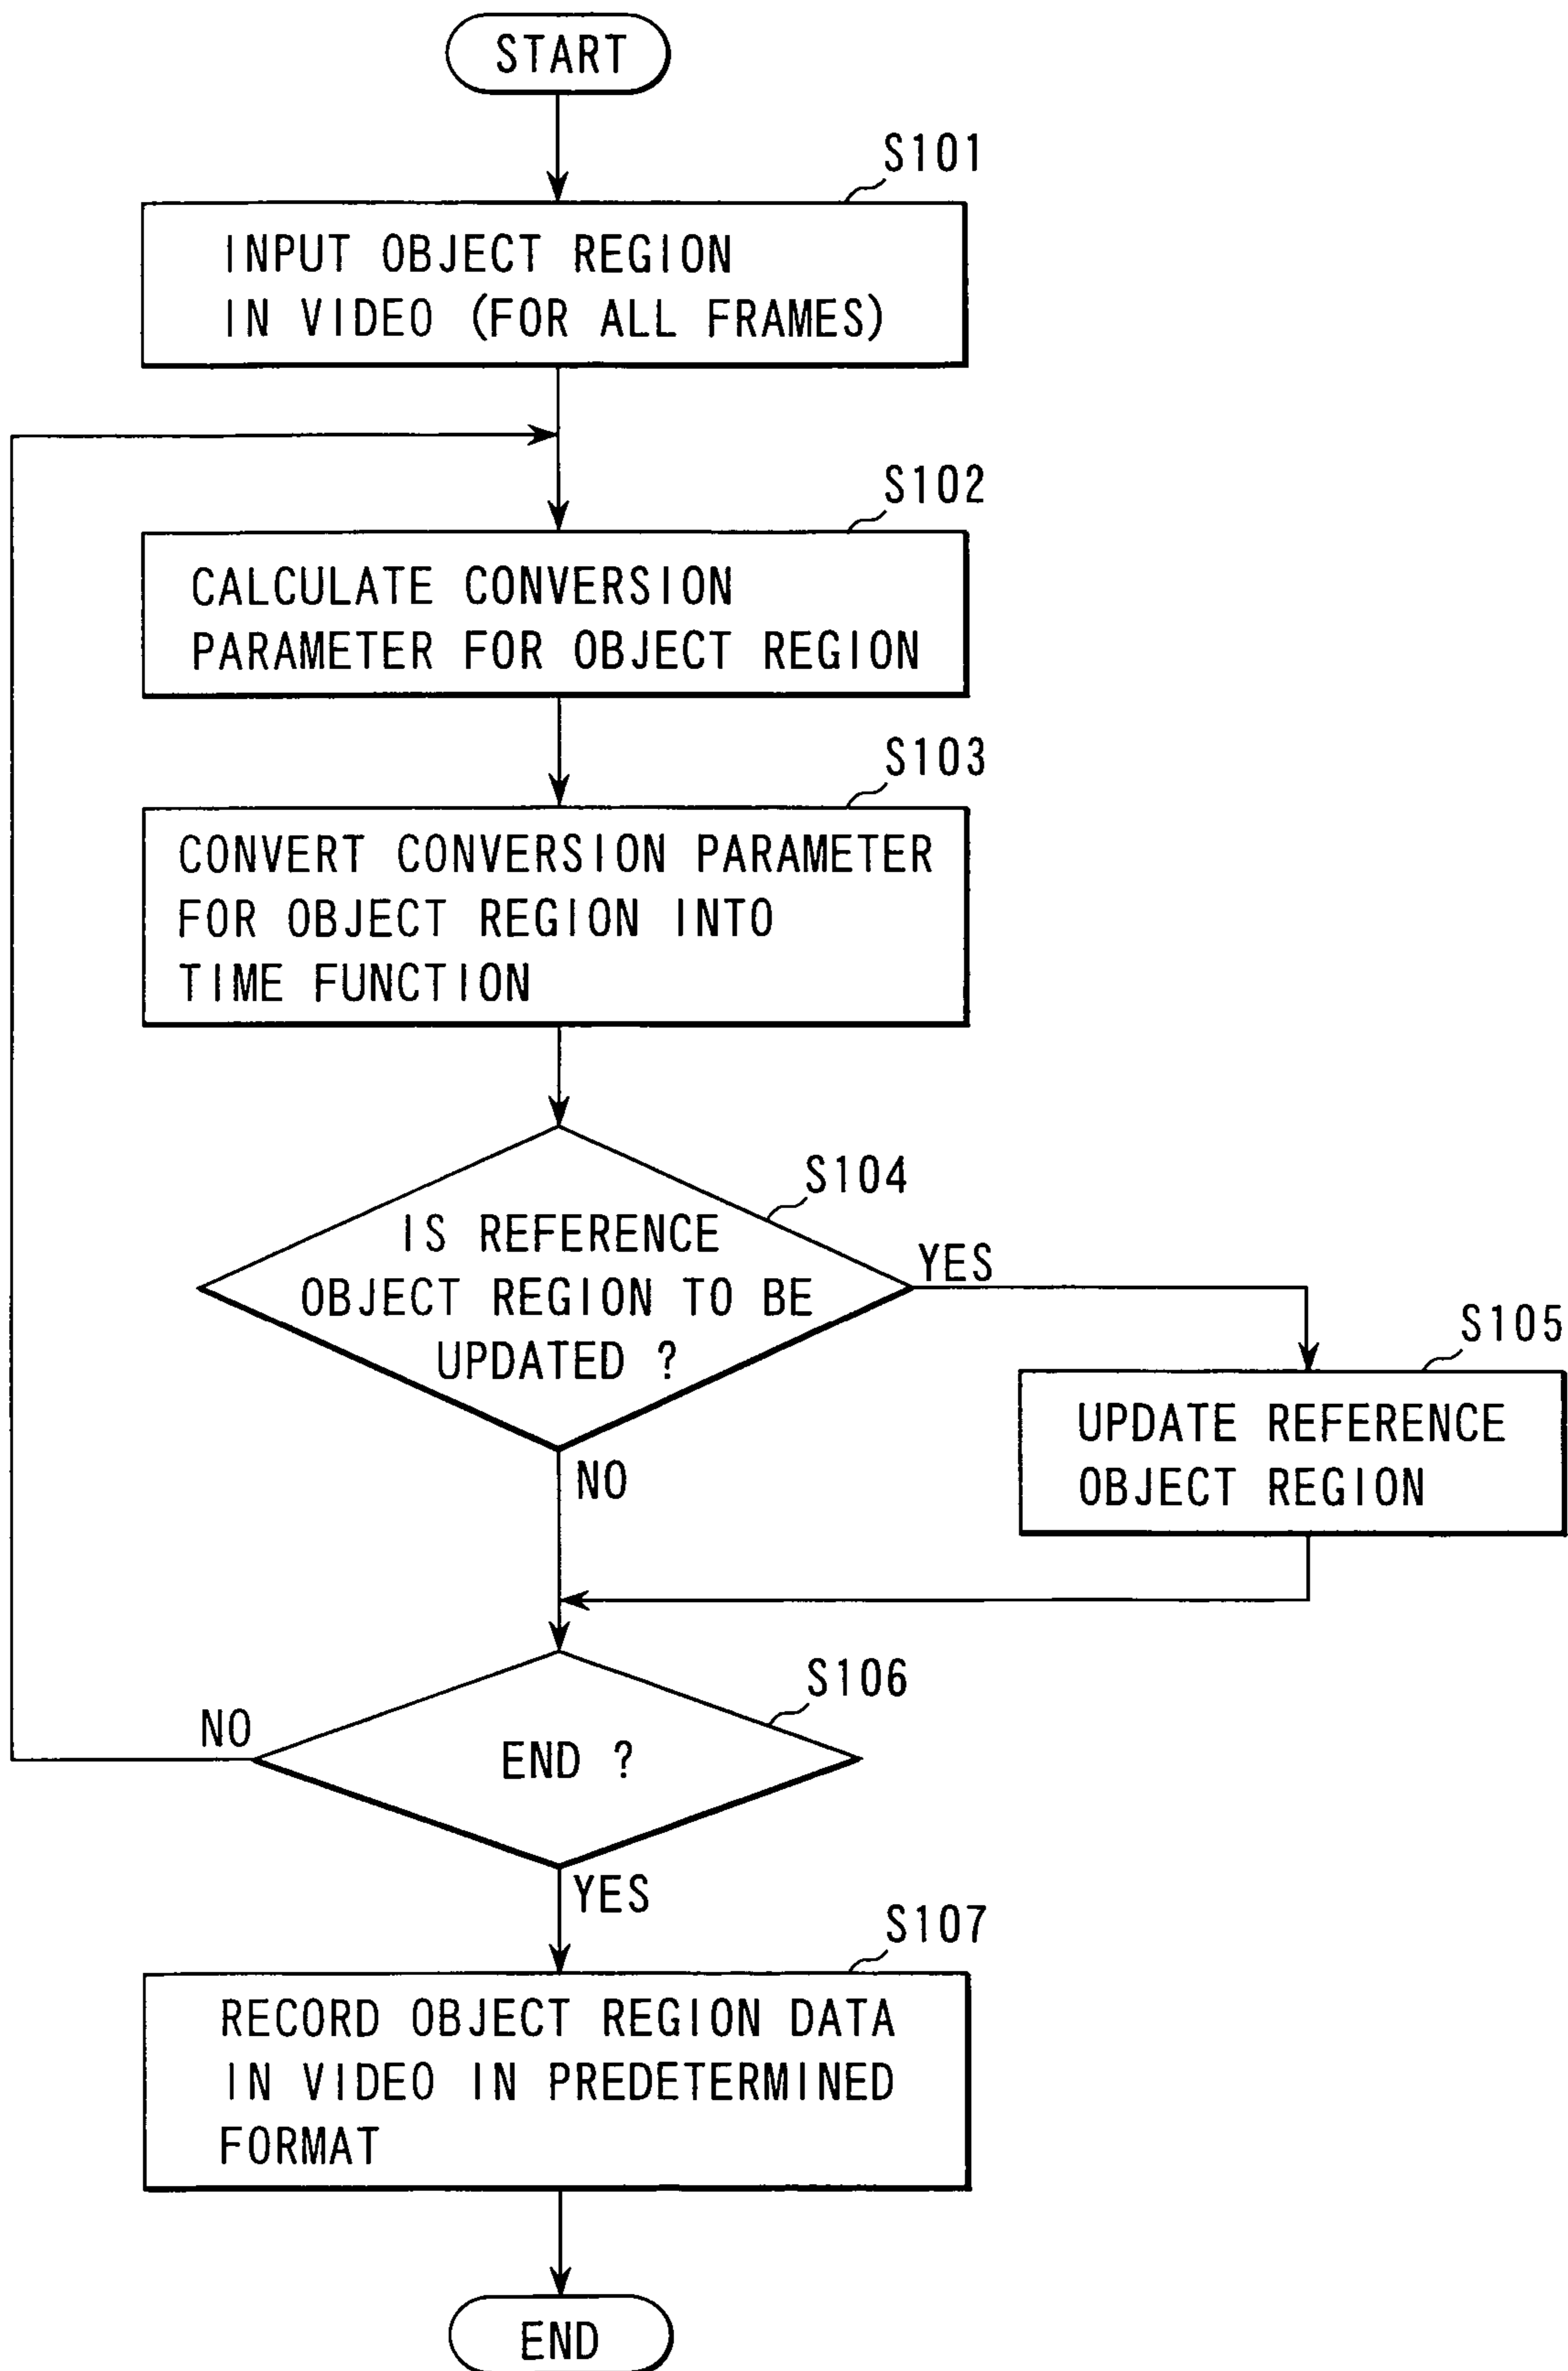 START
S101
INPUT OBJECT REGION
IN VIDEO (FOR ALL FRAMES)
S102
CALCULATE CONVERSION
PARAMETER FOR OBJECT REGION
S103
CONVERT CONVERSION PARAMETER
FOR OBJECT REGION INTO
TIME FUNCTION
S104
IS REFERENCE
OBJECT REGION TO BE
UPDATED ?
YES
S105
UPDATE REFERENCE
OBJECT REGION
NO
S106
NO
END ?
YES
S107
RECORD OBJECT REGION DATA
IN VIDEO IN PREDETERMINED
FORMAT
END